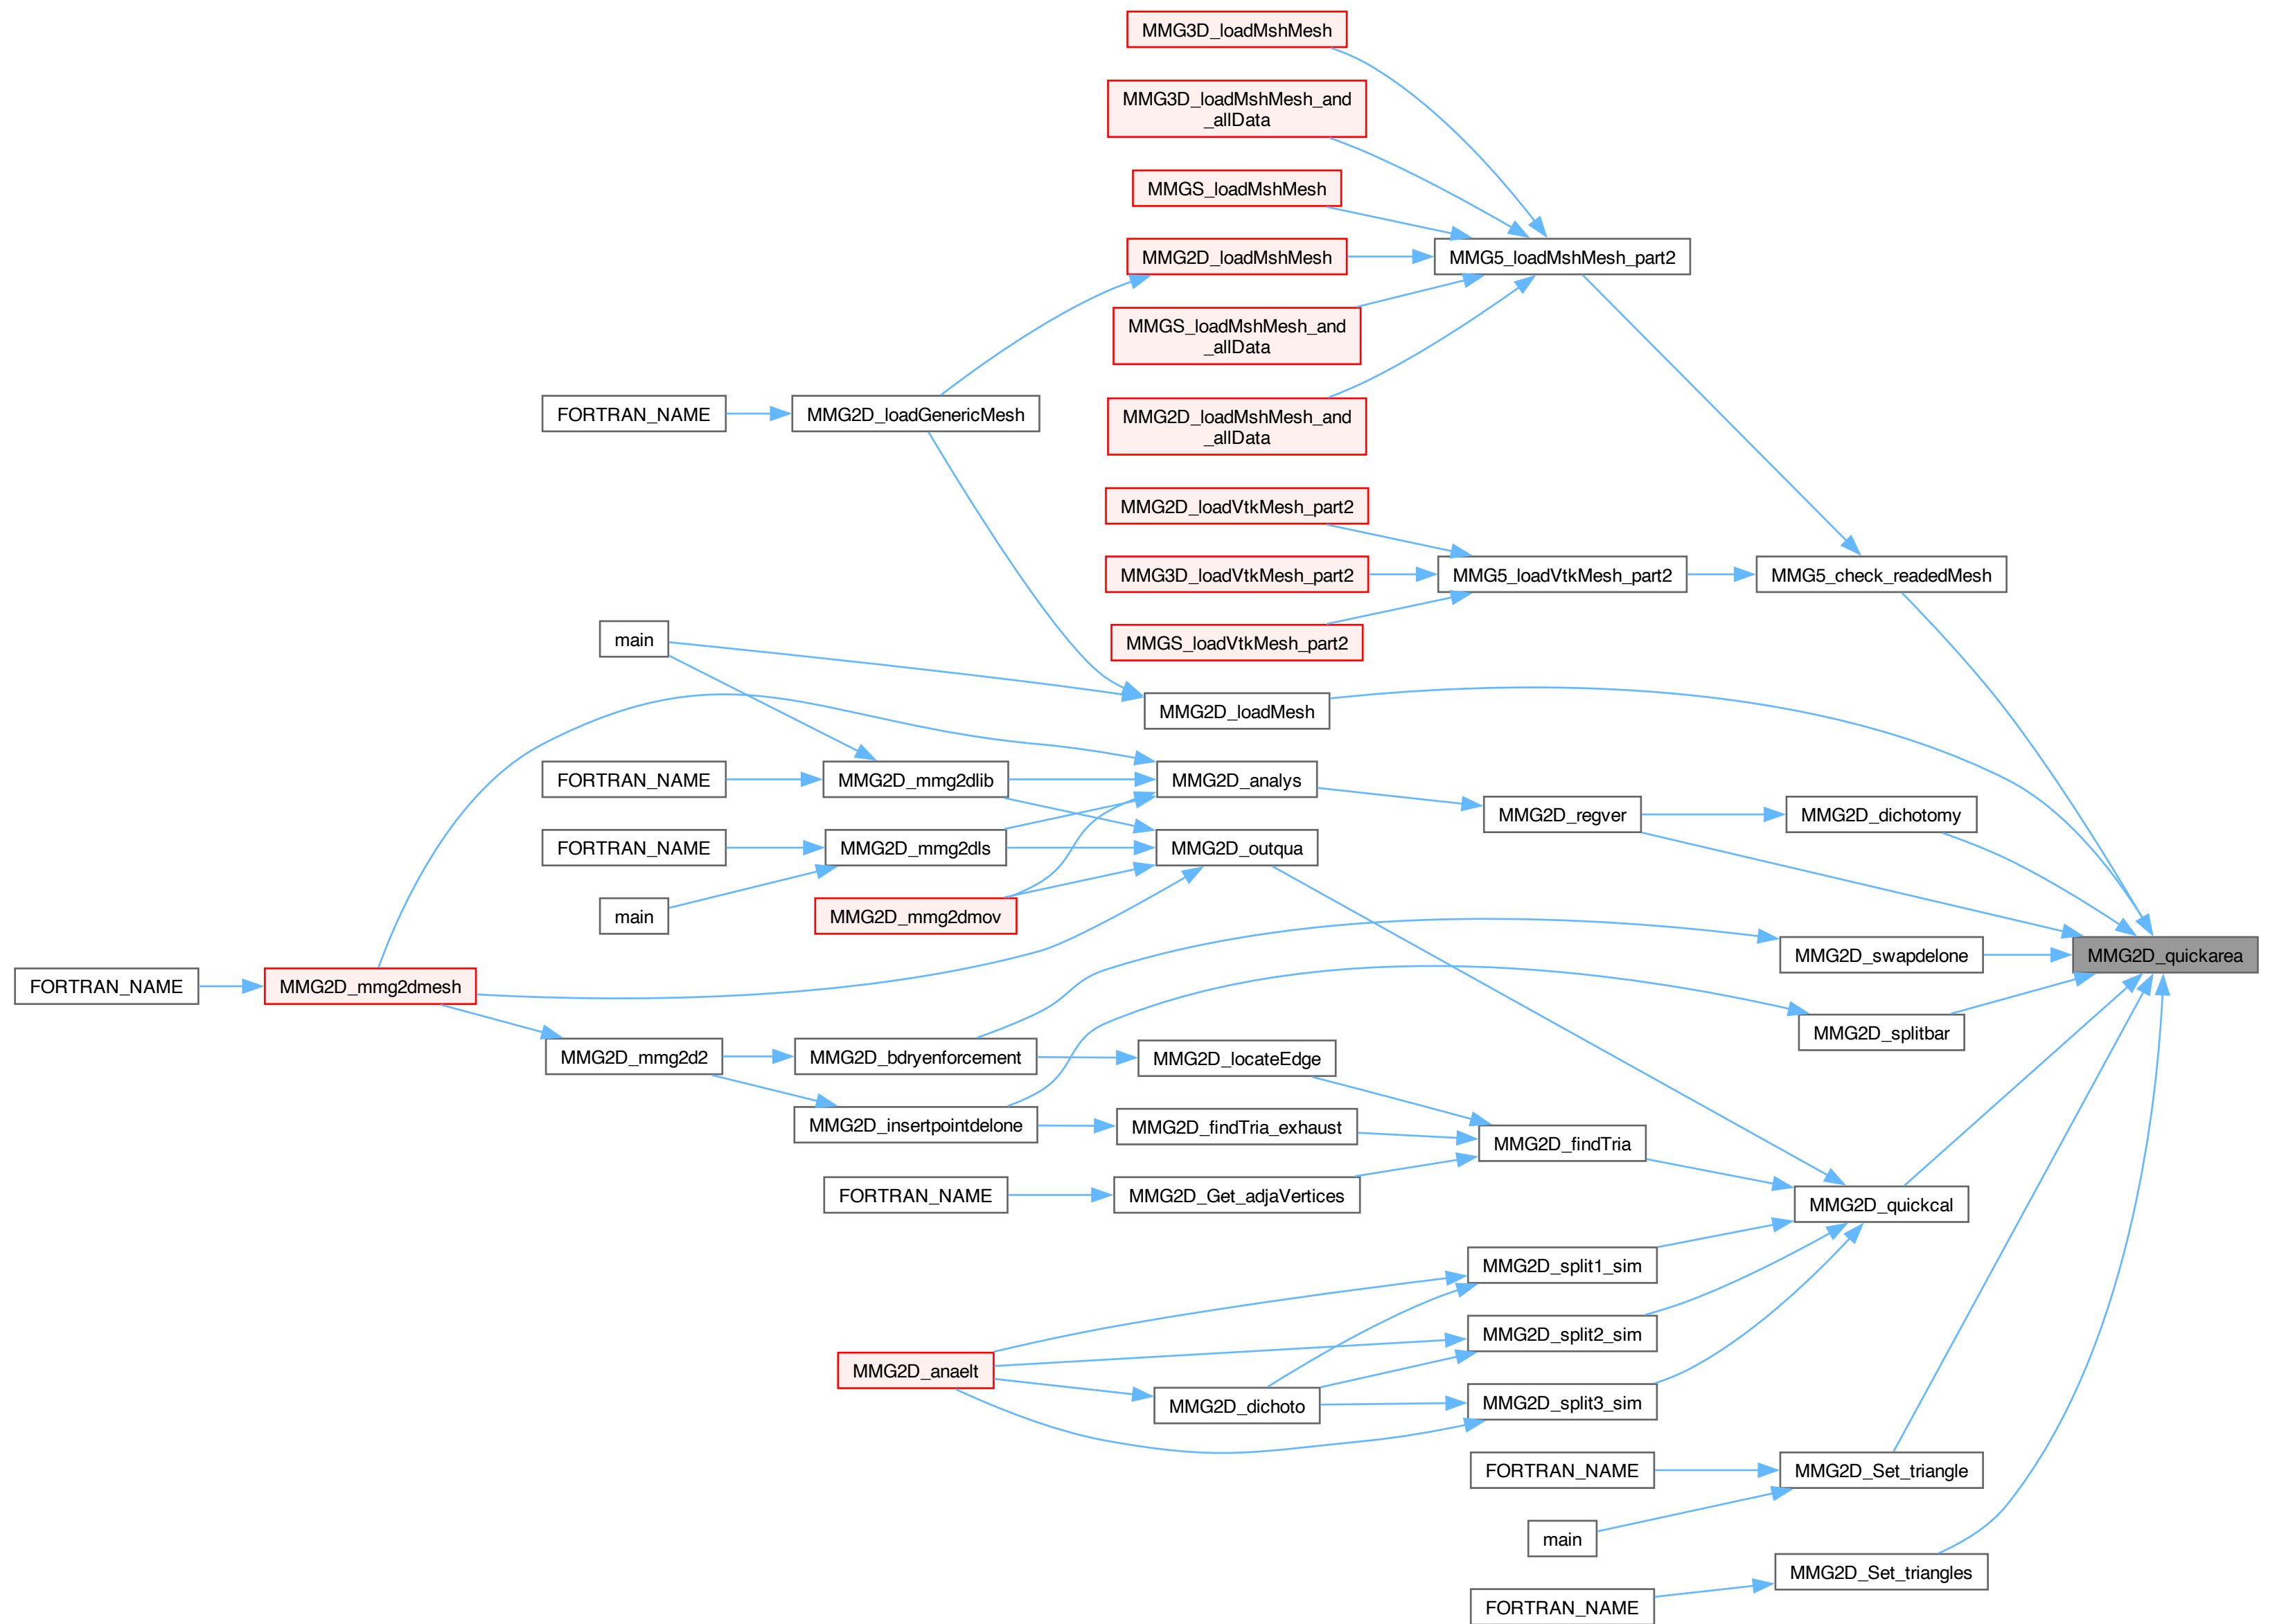 MMG3D_loadMshMesh
MMG3D_loadMshMesh_and
_allData
MMGS_loadMshMesh
MMG2D_loadMshMesh
MMG5_loadMshMesh_part2
MMGS_loadMshMesh_and
_allData
FORTRAN_NAME
MMG2D_loadGenericMesh
MMG2D_loadMshMesh_and
_allData
MMG2D_loadVtkMesh_part2
MMG3D_loadVtkMesh_part2
MMG5_loadVtkMesh_part2
MMG5_check_readedMesh
MMGS_loadVtkMesh_part2
main
MMG2D_loadMesh
FORTRAN_NAME
MMG2D_mmg2dlib
MMG2D_analys
MMG2D_regver
MMG2D_dichotomy
FORTRAN_NAME
MMG2D_mmg2dls
MMG2D_outqua
main
MMG2D_mmg2dmov
MMG2D_swapdelone
MMG2D_quickarea
FORTRAN_NAME
MMG2D_mmg2dmesh
MMG2D_splitbar
MMG2D_mmg2d2
MMG2D_bdryenforcement
MMG2D_locateEdge
MMG2D_insertpointdelone
MMG2D_findTria_exhaust
MMG2D_findTria
FORTRAN_NAME
MMG2D_Get_adjaVertices
MMG2D_quickcal
MMG2D_split1_sim
MMG2D_split2_sim
MMG2D_anaelt
MMG2D_dichoto
MMG2D_split3_sim
FORTRAN_NAME
MMG2D_Set_triangle
main
MMG2D_Set_triangles
FORTRAN_NAME